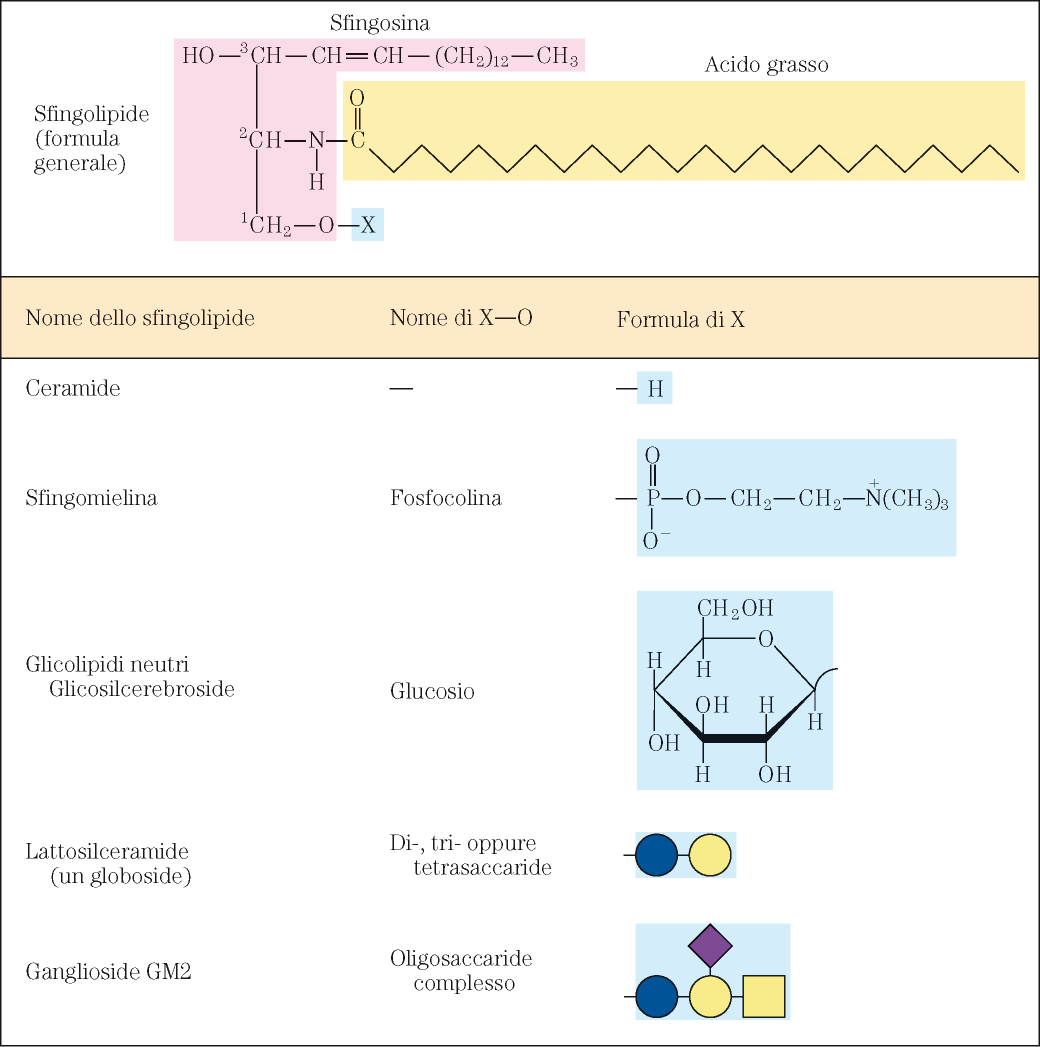 Sfingosina
HO—³CH—CH=CH—(CH₂)₁₂—CH₃
Acido grasso
Sfingolipide
(formula
generale)
O
²CH—N—C
H
¹CH₂—O—X
Nome dello sfingolipide
Nome di X—O
Formula di X
Ceramide
—
—H
Sfingomielina
Fosfocolina
O
—P—O—CH₂—CH₂—N⁺(CH₃)₃
O⁻
Glicolipidi neutri
Glicosilcerebroside
Glucosio
CH₂OH
O
H
H
OH
H
H
OH
H
OH
Lattosilceramide
(un globoside)
Di-, tri- oppure
tetrasaccaride
Ganglioside GM2
Oligosaccaride
complesso